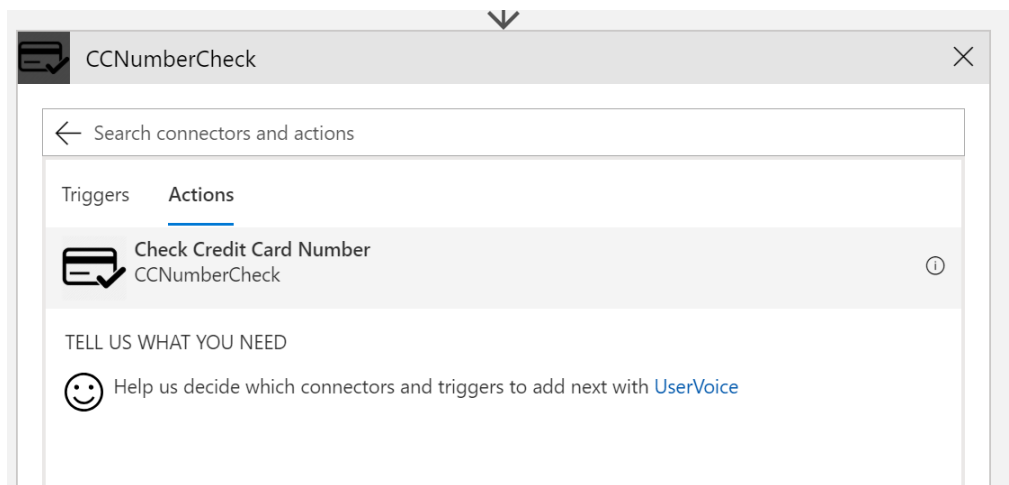 CCNumberCheck
Search connectors and actions
Triggers Actions
Check Credit Card Number
CCNumberCheck
TELL US WHAT YOU NEED
Help us decide which connectors and triggers to add next with UserVoice